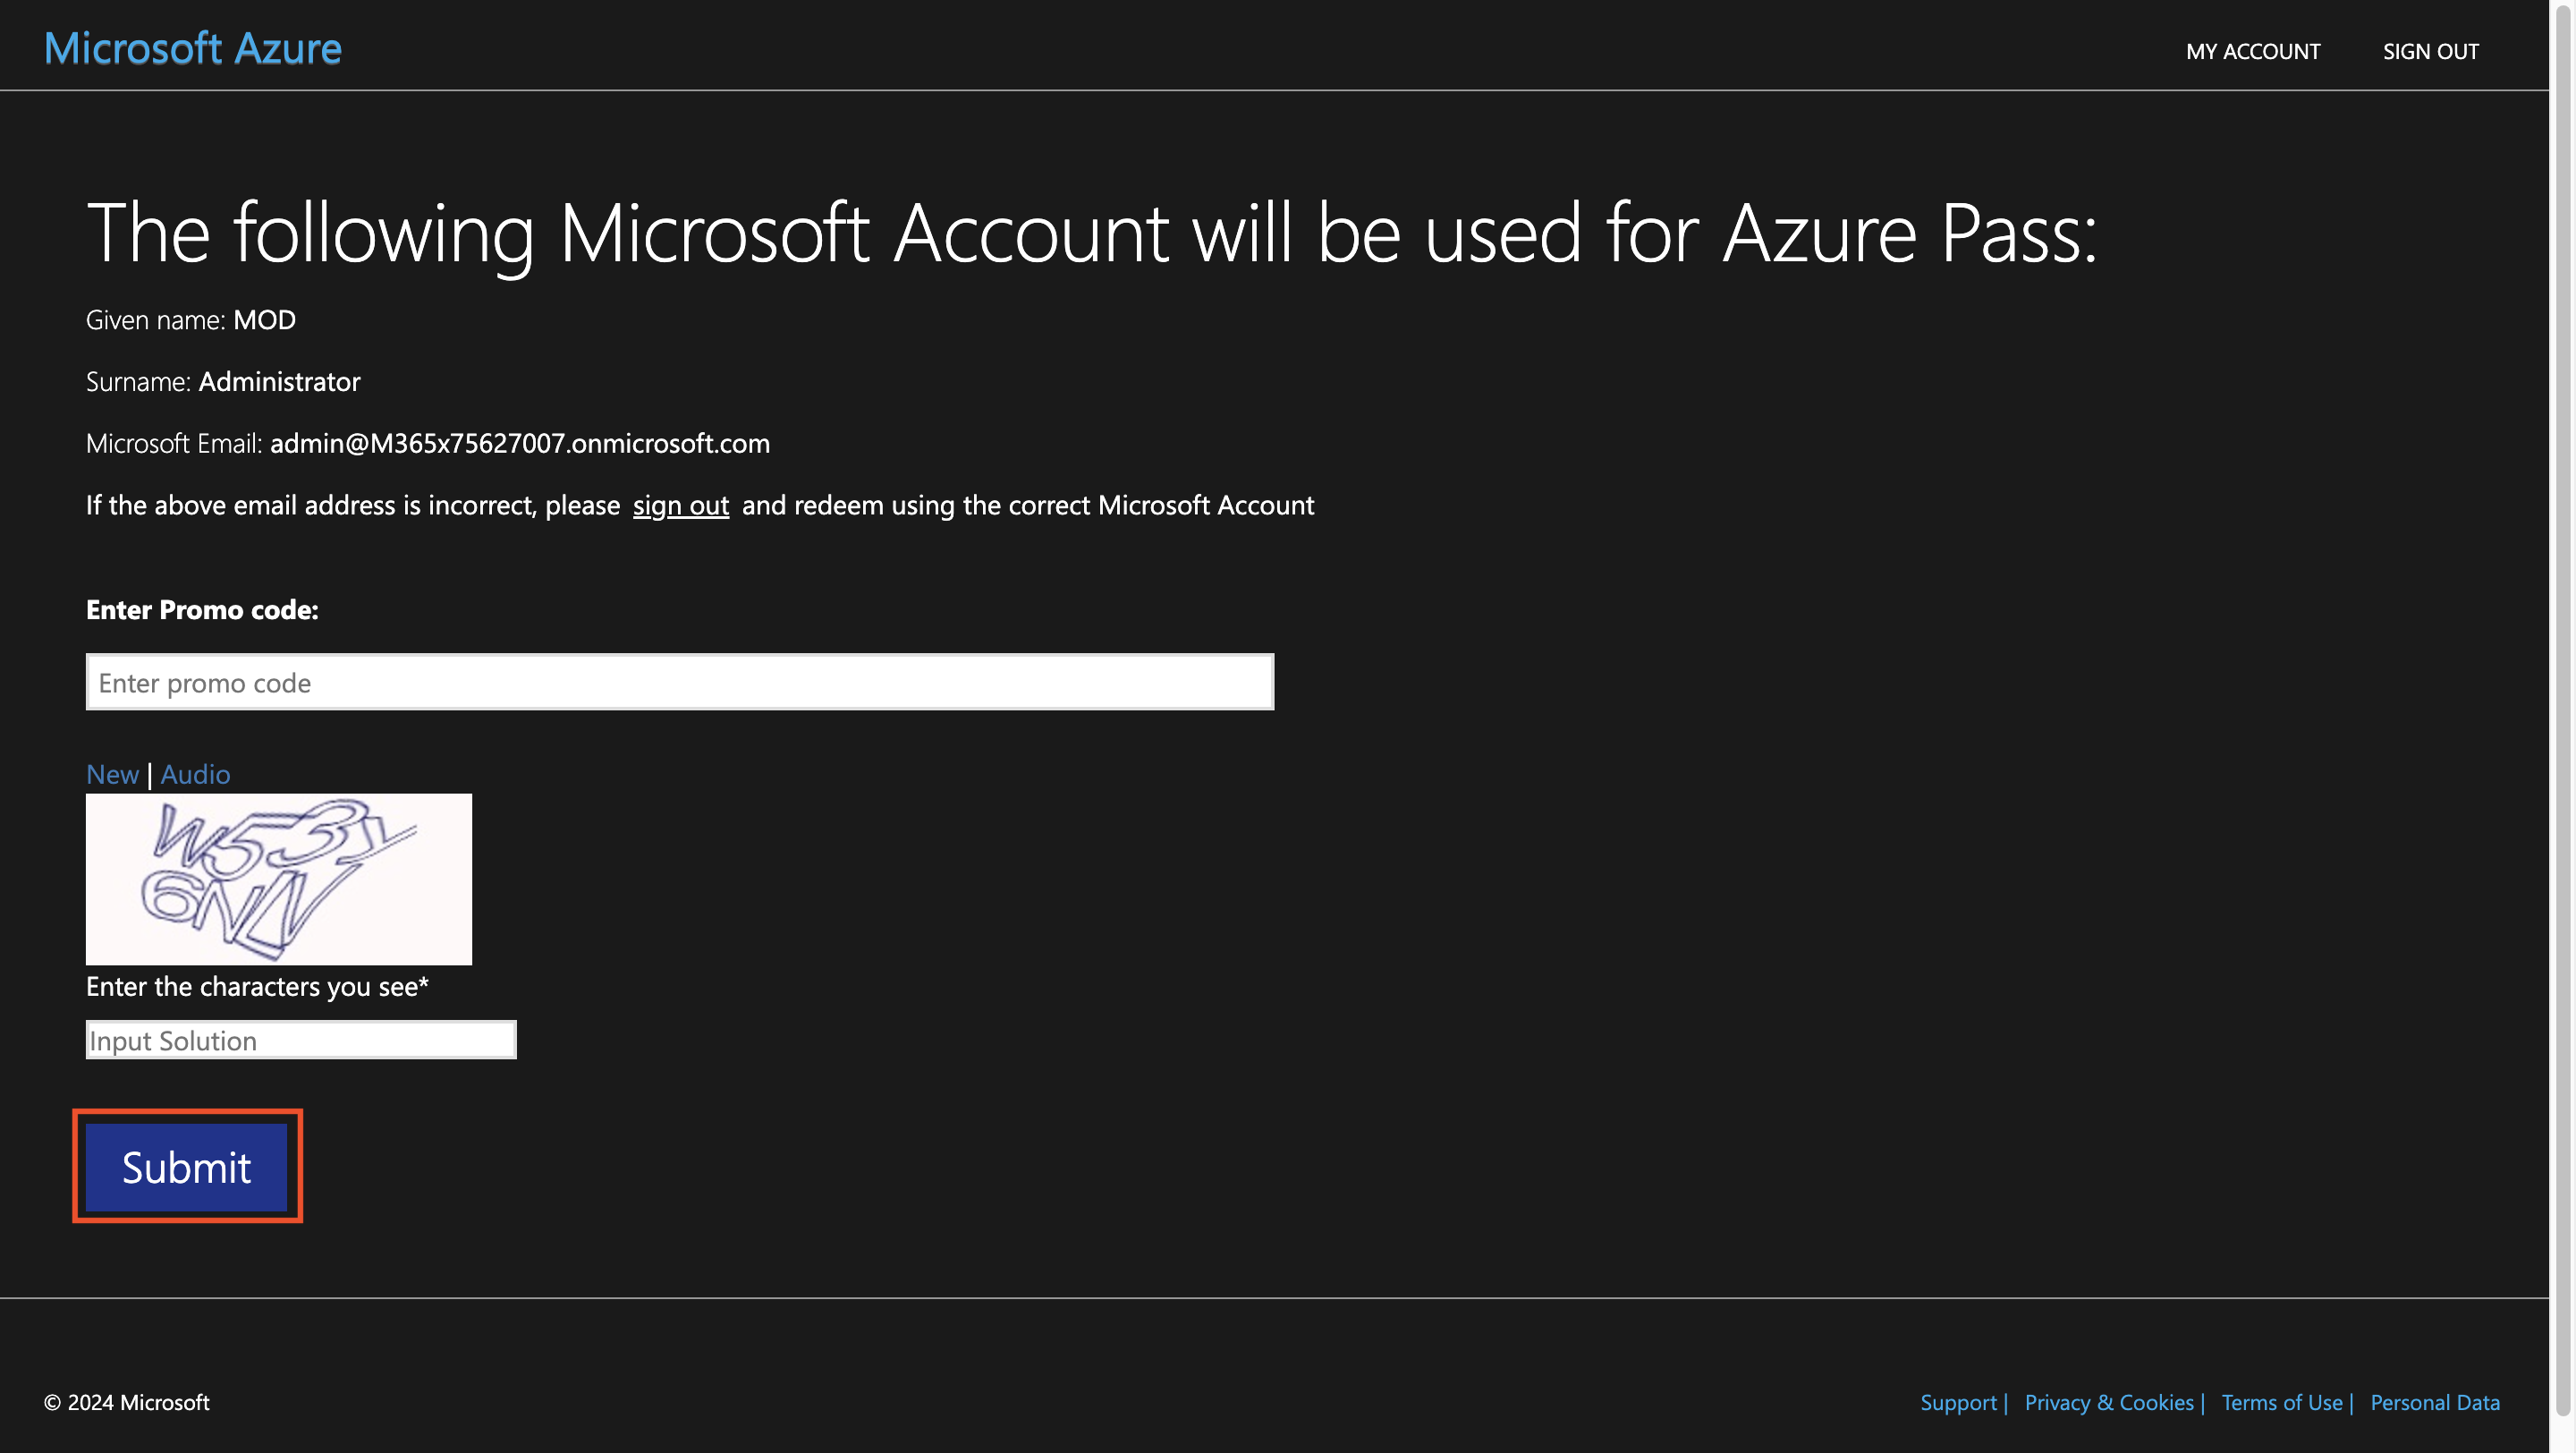 Microsoft Azure
MY ACCOUNT
SIGN OUT
The following Microsoft Account will be used for Azure Pass:
Given name: MOD
Surname: Administrator
Microsoft Email: admin@M365x75627007.onmicrosoft.com
If the above email address is incorrect, please sign out and redeem using the correct Microsoft Account
Enter Promo code:
Enter promo code
New | Audio
Enter the characters you see*
Input Solution
Submit
© 2024 Microsoft
Support | Privacy & Cookies | Terms of Use | Personal Data